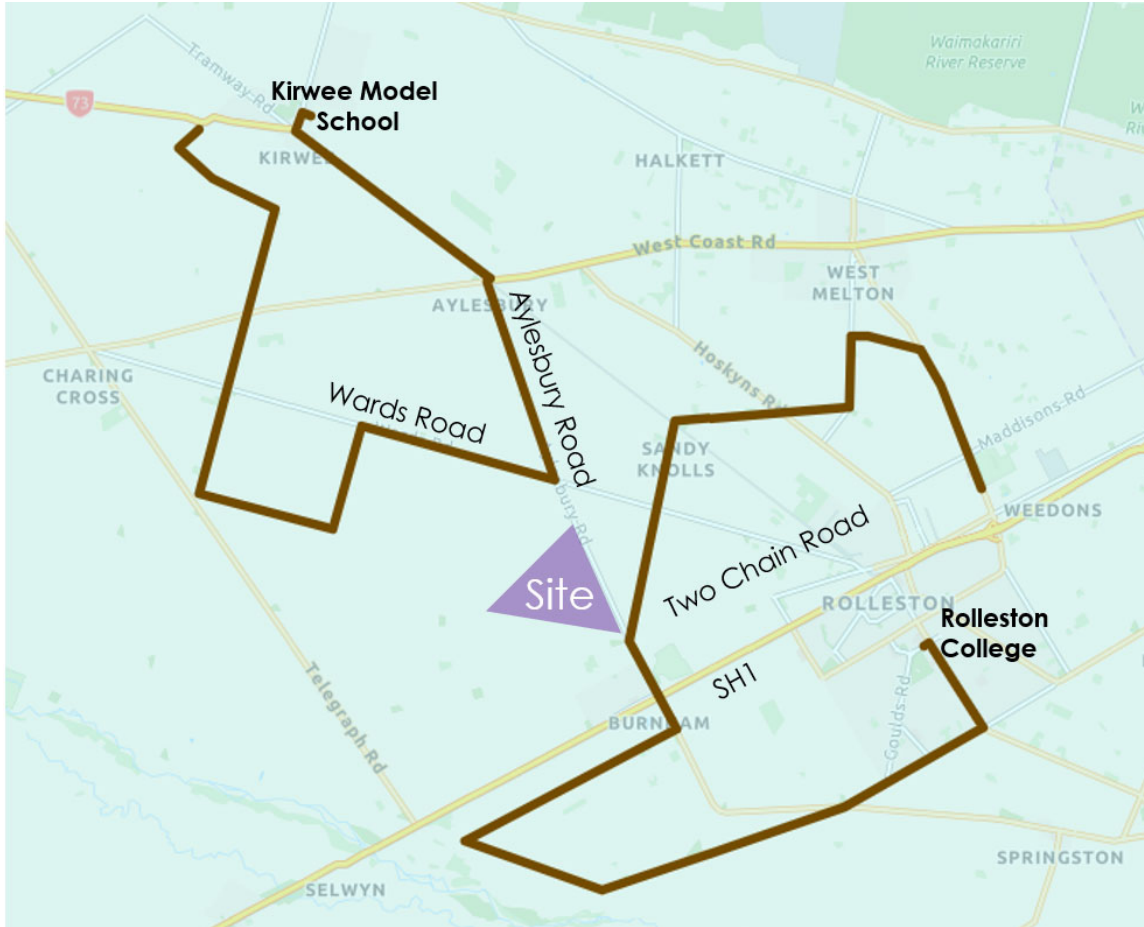 Waimakariri
River Reserve
Tramway-Rd
73
Kirwee Model
School
KIRWEE
HALKETT
West Coast Rd
WEST
MELTON
AYLESBURY
Aylesbury Road
CHARING
CROSS
Hoskyns Rd
Wards Road
Maddisons-Rd
SANDY
KNOLLS
WEEDONS
Two Chain Road
Site
ROLLESTON
Rolleston
College
SH1
Telegraph Rd
BURNHAM
Goulds-Rd
SPRINGSTON
SELWYN